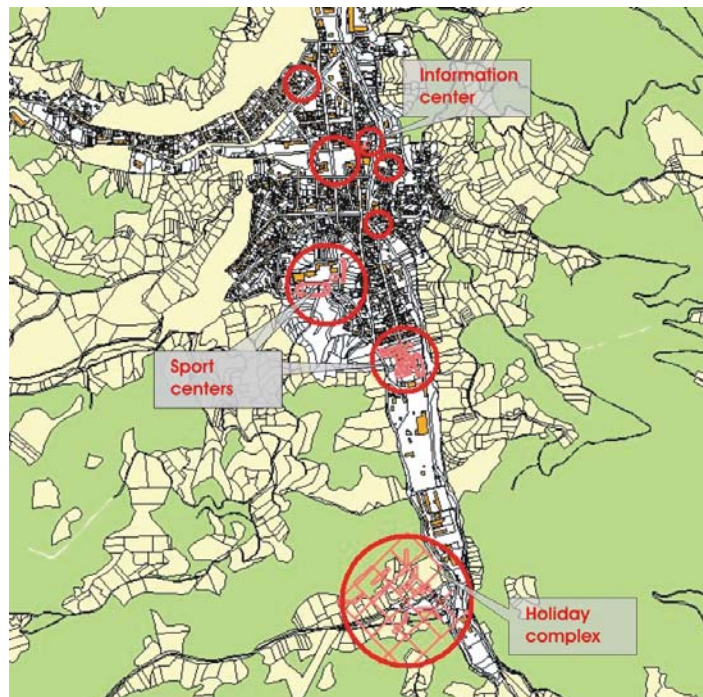 Information
center
Sport
centers
Holiday
complex